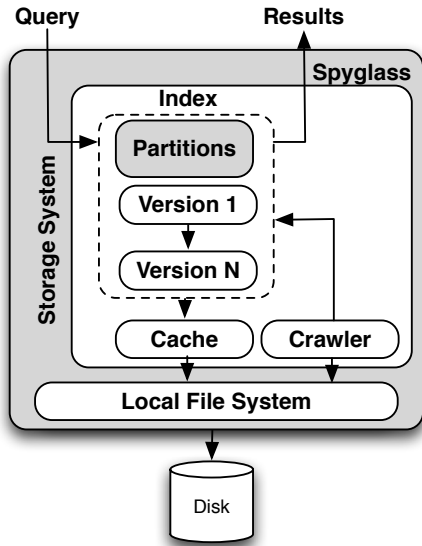 Query
Results
Spyglass
Index
Partitions
Version 1
Version N
Storage System
Cache
Crawler
Local File System
Disk